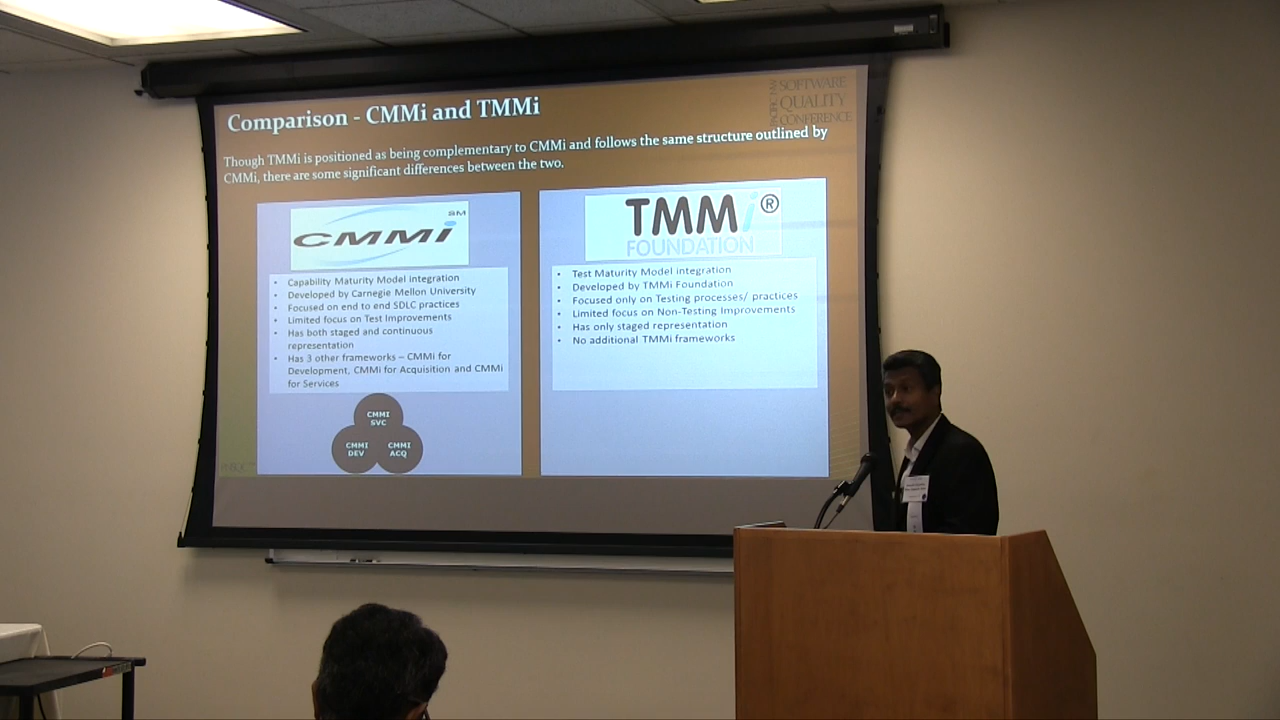 Comparison - CMMi and TMMi
PACIFIC NW
SOFTWARE
QUALITY
CONFERENCE
Though TMMi is positioned as being complementary to CMMi and follows the same structure outlined by
CMMi, there are some significant differences between the two.
CMMi SM
• Capability Maturity Model integration
• Developed by Carnegie Mellon University
• Focused on end to end SDLC practices
• Limited focus on Test Improvements
• Has both staged and continuous
representation
• Has 3 other frameworks – CMMi for
Development, CMMi for Acquisition and CMMi
for Services
CMMI
SVC
CMMI
DEV
CMMI
ACQ
TMMi®
FOUNDATION
• Test Maturity Model integration
• Developed by TMMi Foundation
• Focused only on Testing processes/ practices
• Limited focus on Non-Testing Improvements
• Has only staged representation
• No additional TMMi frameworks
PNSQC